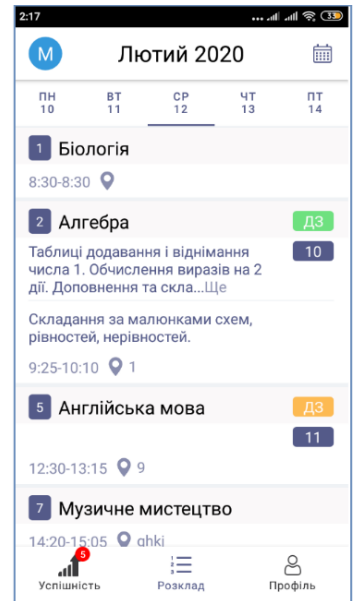 2:17
33
М
Лютий 2020
ПН ВТ СР ЧТ ПТ
10 11 12 13 14
1 Біологія
8:30-8:30
2 Алгебра ДЗ
Таблиці додавання і віднімання 10
числа 1. Обчислення виразів на 2
дії. Доповнення та скла...Ще
Складання за малюнками схем,
рівностей, нерівностей.
9:25-10:10 1
5 Англійська мова ДЗ
11
12:30-13:15 9
7 Музичне мистецтво
14:20-15:05 ghki
5
Успішність Розклад Профіль